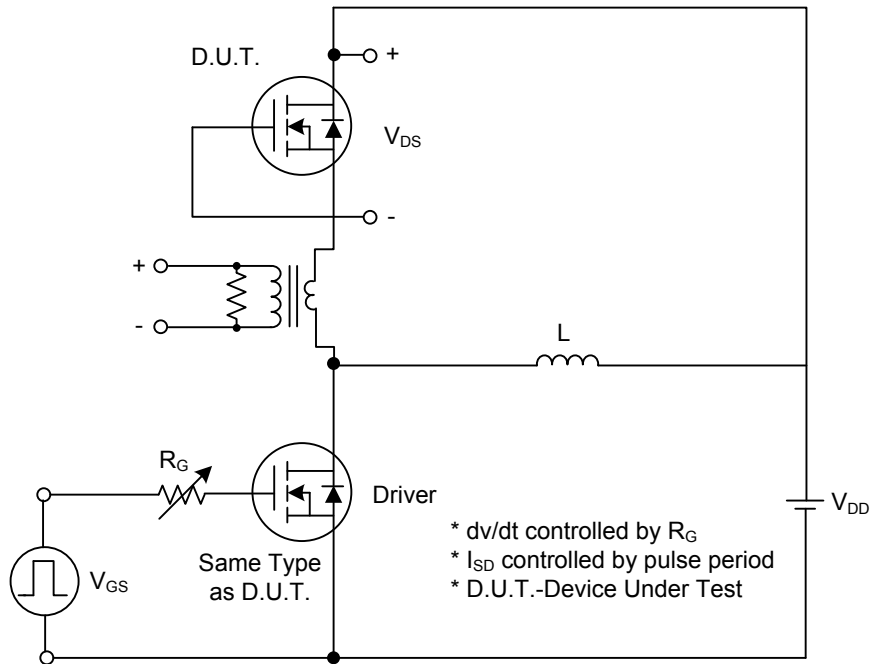 D.U.T.
+
V_DS
-
+
-
L
R_G
Driver
V_DD
V_GS
Same Type
as D.U.T.
* dv/dt controlled by R_G
* I_SD controlled by pulse period
* D.U.T.-Device Under Test